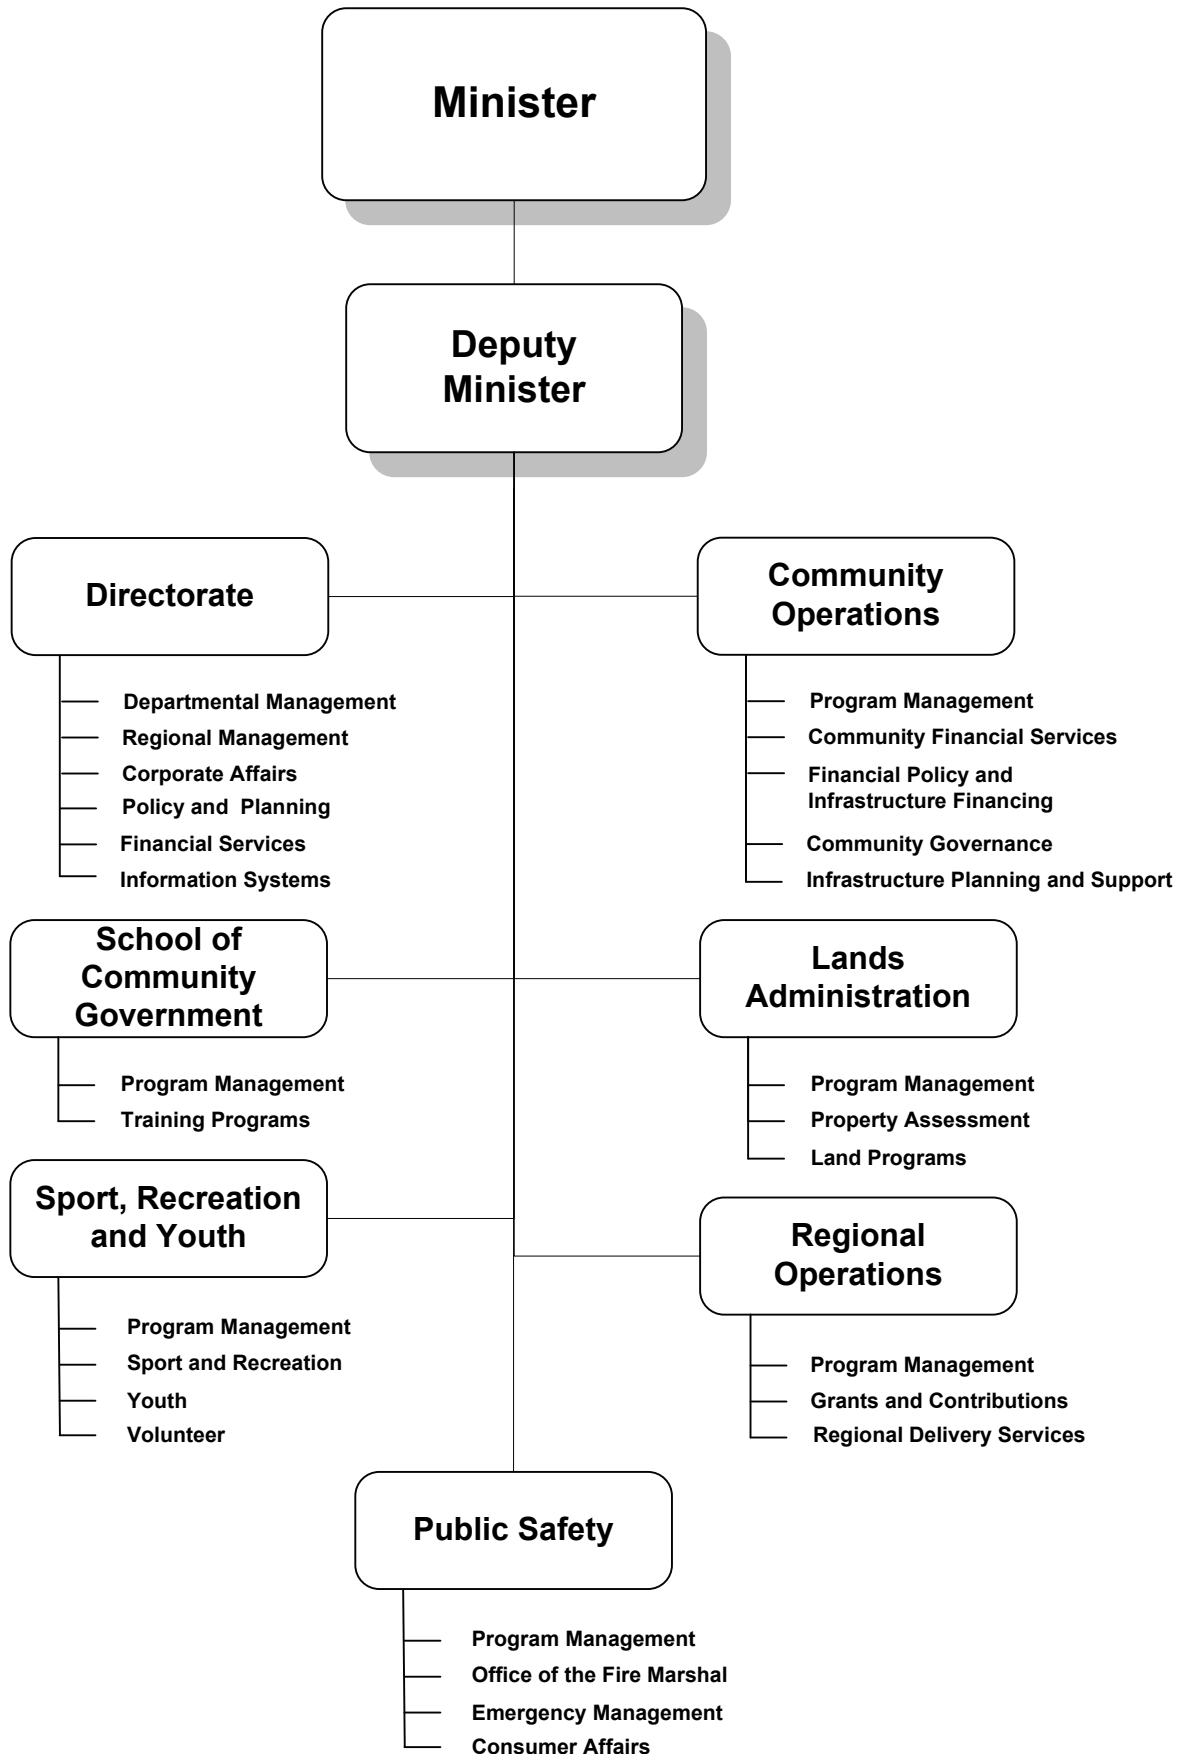 Minister
Deputy
Minister
Directorate
Departmental Management
Regional Management
Corporate Affairs
Policy and Planning
Financial Services
Information Systems
Community
Operations
Program Management
Community Financial Services
Financial Policy and
Infrastructure Financing
Community Governance
Infrastructure Planning and Support
School of
Community
Government
Program Management
Training Programs
Lands
Administration
Program Management
Property Assessment
Land Programs
Sport, Recreation
and Youth
Program Management
Sport and Recreation
Youth
Volunteer
Regional
Operations
Program Management
Grants and Contributions
Regional Delivery Services
Public Safety
Program Management
Office of the Fire Marshal
Emergency Management
Consumer Affairs